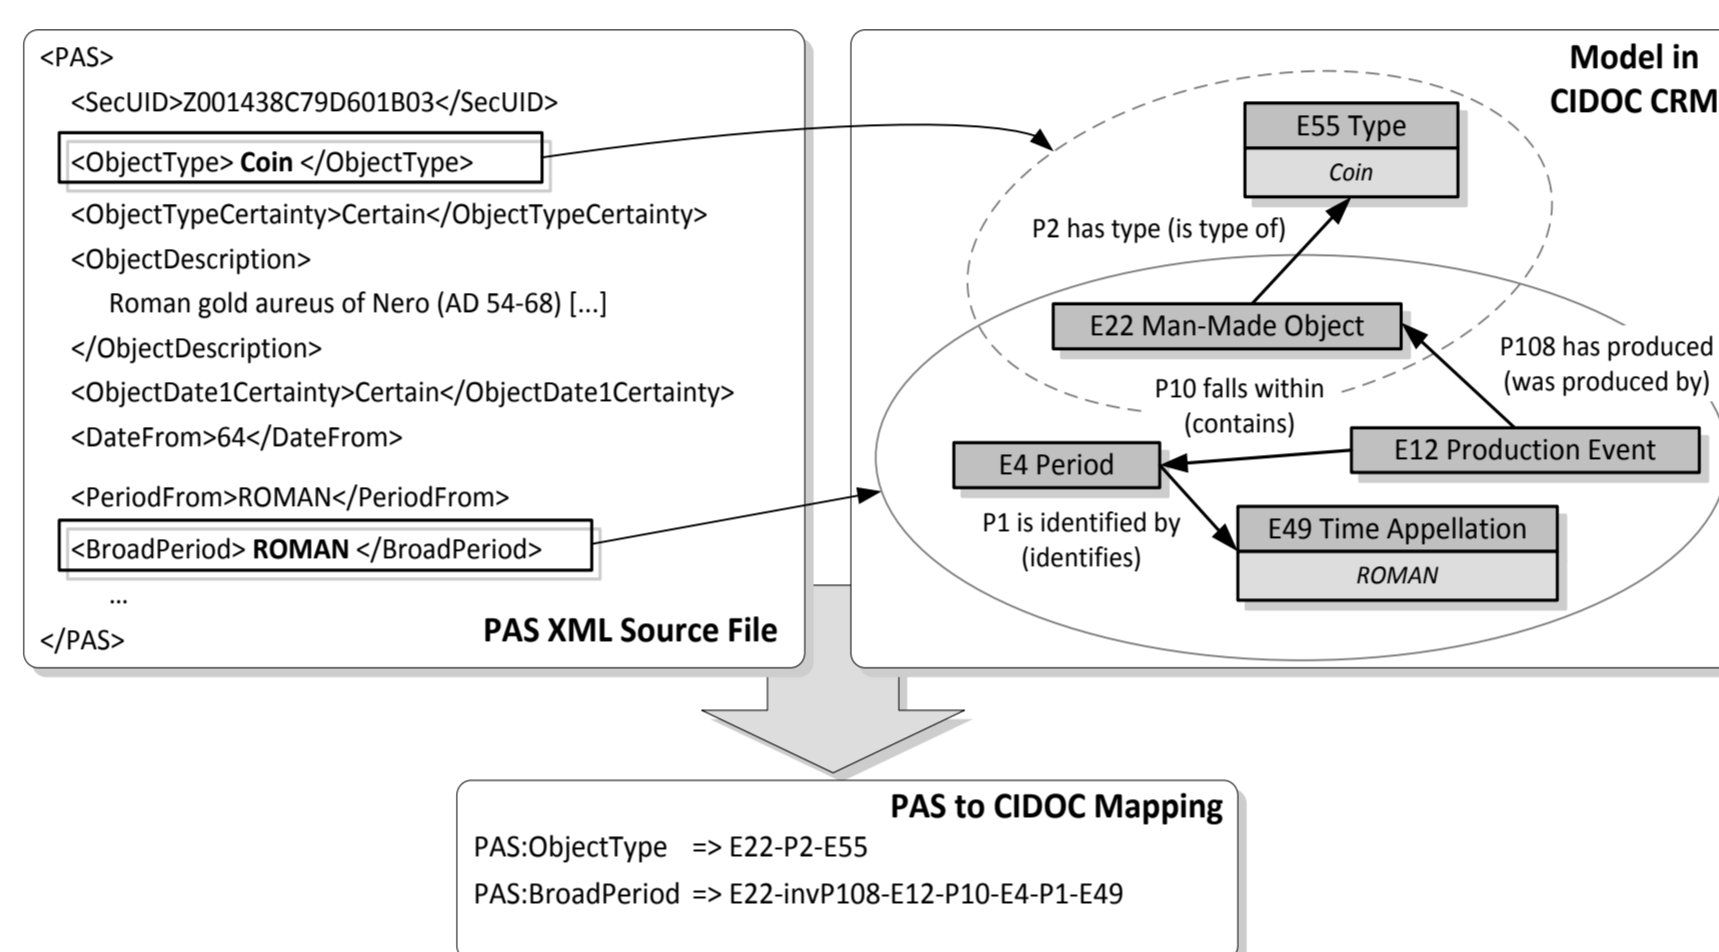 <PAS>
<SecUID>Z001438C79D601B03</SecUID>
<ObjectType> Coin </ObjectType>
<ObjectTypeCertainty>Certain</ObjectTypeCertainty>
<ObjectDescription>
Roman gold aureus of Nero (AD 54-68) [...]
</ObjectDescription>
<ObjectDate1Certainty>Certain</ObjectDate1Certainty>
<DateFrom>64</DateFrom>
<PeriodFrom>ROMAN</PeriodFrom>
<BroadPeriod> ROMAN </BroadPeriod>
...
</PAS>
PAS XML Source File
Model in
CIDOC CRM
E55 Type
Coin
P2 has type (is type of)
E22 Man-Made Object
P108 has produced
(was produced by)
P10 falls within
(contains)
E4 Period
E12 Production Event
P1 is identified by
(identifies)
E49 Time Appellation
ROMAN
PAS to CIDOC Mapping
PAS:ObjectType => E22-P2-E55
PAS:BroadPeriod => E22-invP108-E12-P10-E4-P1-E49